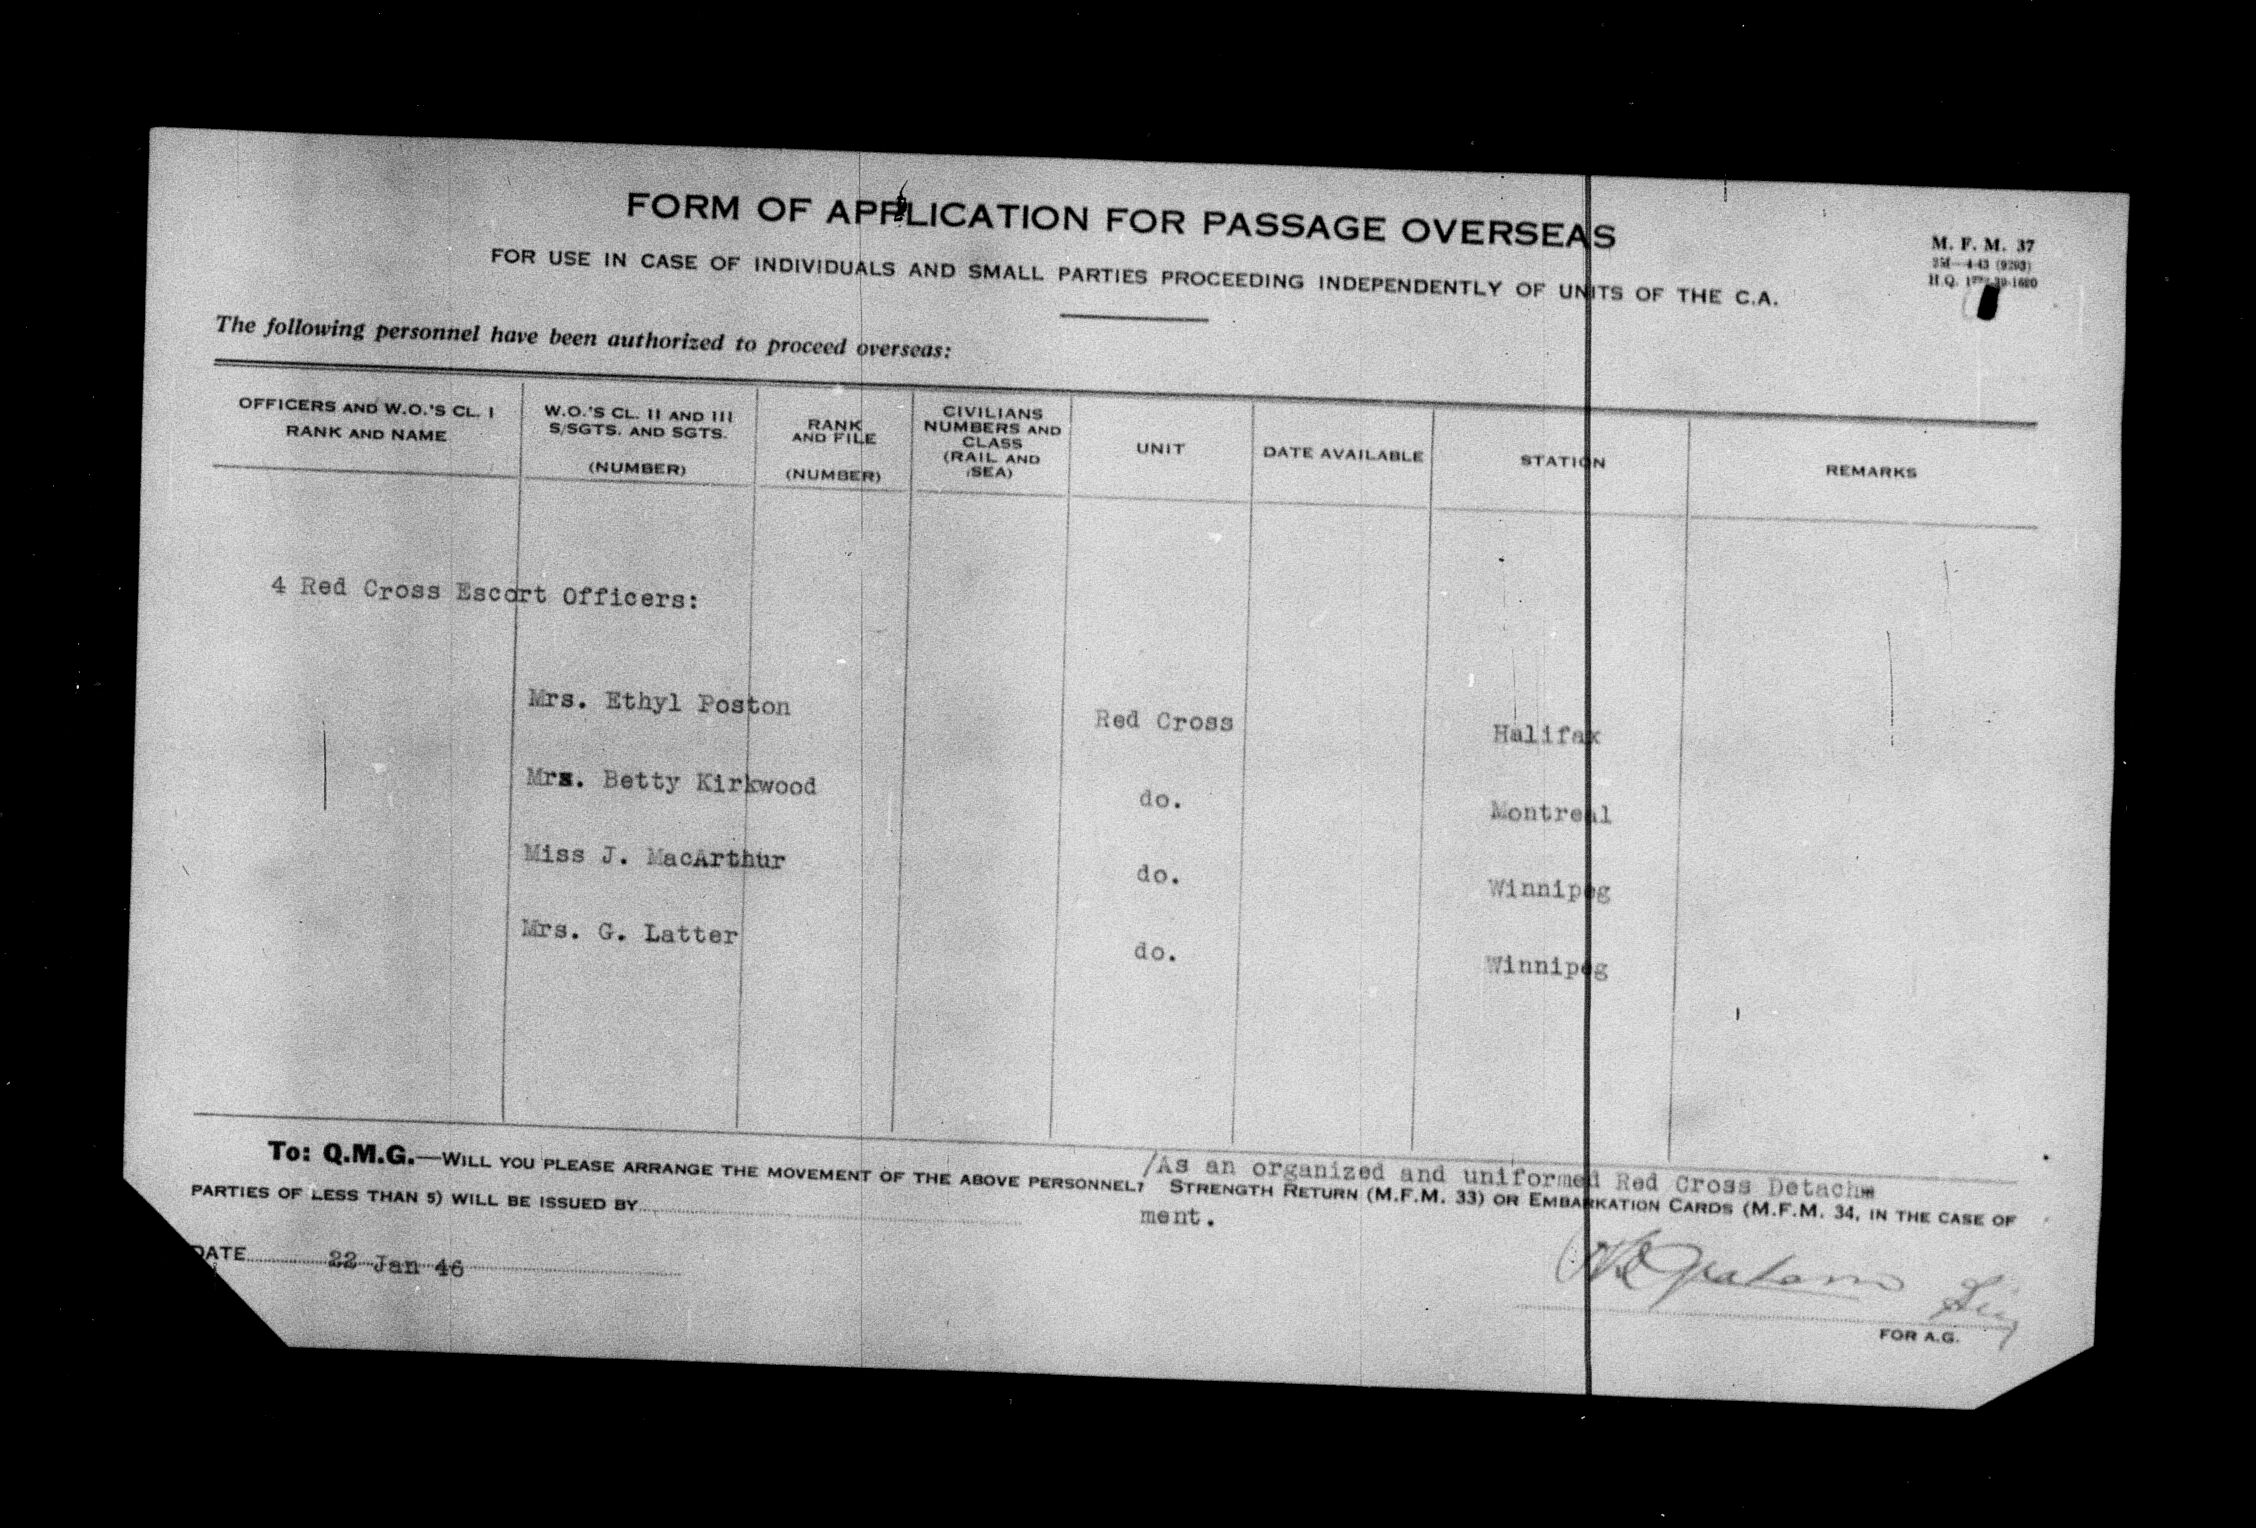 FORM OF APPLICATION FOR PASSAGE OVERSEAS
FOR USE IN CASE OF INDIVIDUALS AND SMALL PARTIES PROCEEDING INDEPENDENTLY OF UNITS OF THE C.A.
M. F. M. 37
H.Q.
The following personnel have been authorized to proceed overseas:
OFFICERS AND W.O.'S CL. I
RANK AND NAME
W.O.'S CL. II AND III
S/SGTS. AND SGTS.
(NUMBER)
RANK
AND FILE
(NUMBER)
CIVILIANS
NUMBERS AND
CLASS
(RAIL AND
SEA)
UNIT
DATE AVAILABLE
STATION
REMARKS
4 Red Cross Escort Officers:
Mrs. Ethyl Poston Red Cross Halifax
Mrs. Betty Kirkwood do. Montreal
Miss J. MacArthur do. Winnipeg
Mrs. G. Latter do. Winnipeg
/As an organized and uniformed Red Cross Detachm
To: Q.M.G.—WILL YOU PLEASE ARRANGE THE MOVEMENT OF THE ABOVE PERSONNEL? STRENGTH RETURN (M.F.M. 33) OR EMBARKATION CARDS (M.F.M. 34, IN THE CASE OF
PARTIES OF LESS THAN 5) WILL BE ISSUED BY
ment.
DATE 22 Jan 46
Graham
FOR A.G.